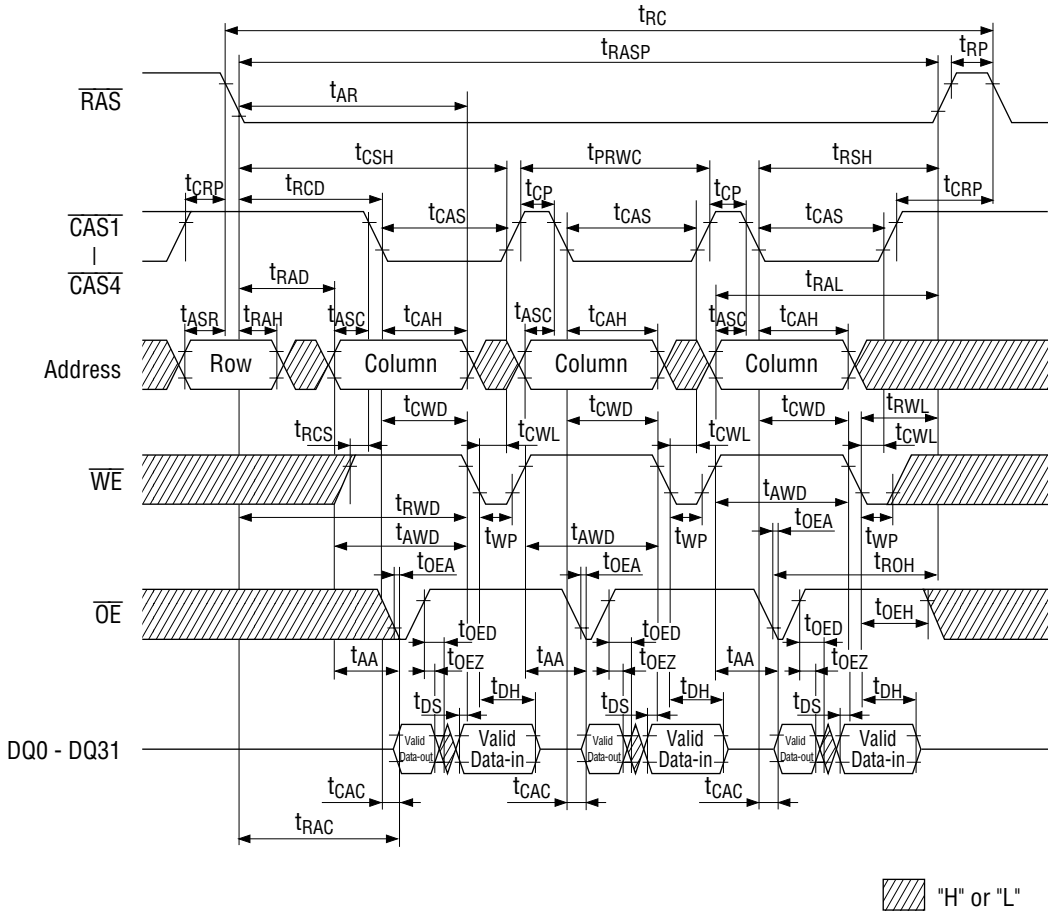 tRC
tRASP
tRP
RAS
tAR
tCSH
tPRWC
tRSH
tCRP
tRCD
tCP
tCP
tCRP
CAS1
tCAS
tCAS
tCAS
CAS4
tRAD
tRAL
tASR
tRAH
tASC
tCAH
tASC
tCAH
tASC
tCAH
Address
Row
Column
Column
Column
tCWD
tCWD
tCWD
tRWL
tRCS
tCWL
tCWL
tCWL
WE
tRWD
tAWD
tWP
tWP
tOEA
tWP
tAWD
tAWD
tOEA
tOEA
tROH
OE
tOED
tOED
tOED
tOEH
tAA
tOEZ
tAA
tOEZ
tAA
tOEZ
tDH
tDH
tDH
tDS
tDS
tDS
DQ0 - DQ31
Valid Data-out
Valid Data-in
Valid Data-out
Valid Data-in
Valid Data-out
Valid Data-in
tCAC
tCAC
tCAC
tRAC
"H" or "L"